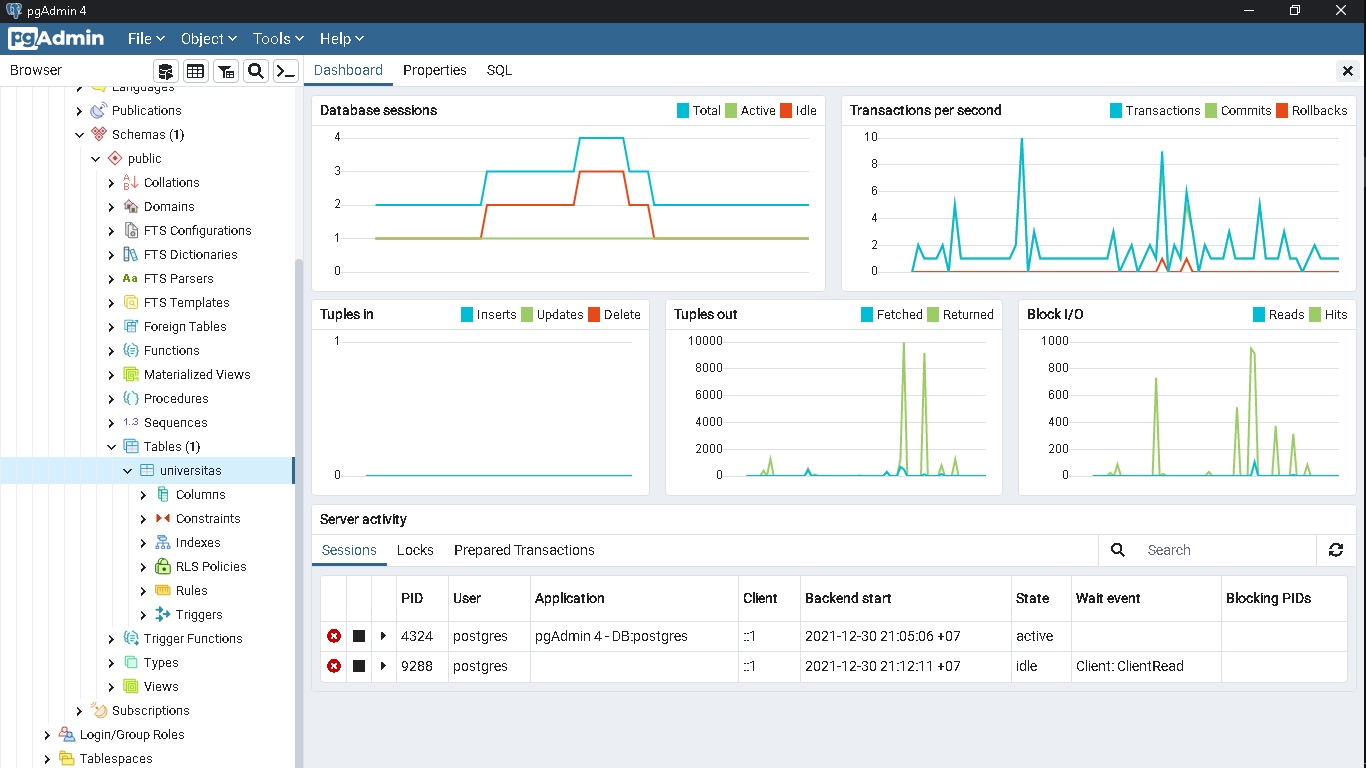 pgAdmin 4
pgAdmin File Object Tools Help
Browser Dashboard Properties SQL
Languages
Publications
Schemas (1)
public
Collations
Domains
FTS Configurations
FTS Dictionaries
Aa FTS Parsers
FTS Templates
Foreign Tables
Functions
Materialized Views
Procedures
1.3 Sequences
Tables (1)
universitas
Columns
Constraints
Indexes
RLS Policies
Rules
Triggers
Trigger Functions
Types
Views
Subscriptions
Login/Group Roles
Tablespaces
Database sessions Total Active Idle
4
3
2
1
0
Transactions per second Transactions Commits Rollbacks
10
8
6
4
2
0
Tuples in Inserts Updates Delete
1
0
Tuples out Fetched Returned
10000
8000
6000
4000
2000
0
Block I/O Reads Hits
1000
800
600
400
200
0
Server activity
Sessions Locks Prepared Transactions Search
PID User Application Client Backend start State Wait event Blocking PIDs
4324 postgres pgAdmin 4 - DB:postgres ::1 2021-12-30 21:05:06 +07 active
9288 postgres ::1 2021-12-30 21:12:11 +07 idle Client: ClientRead